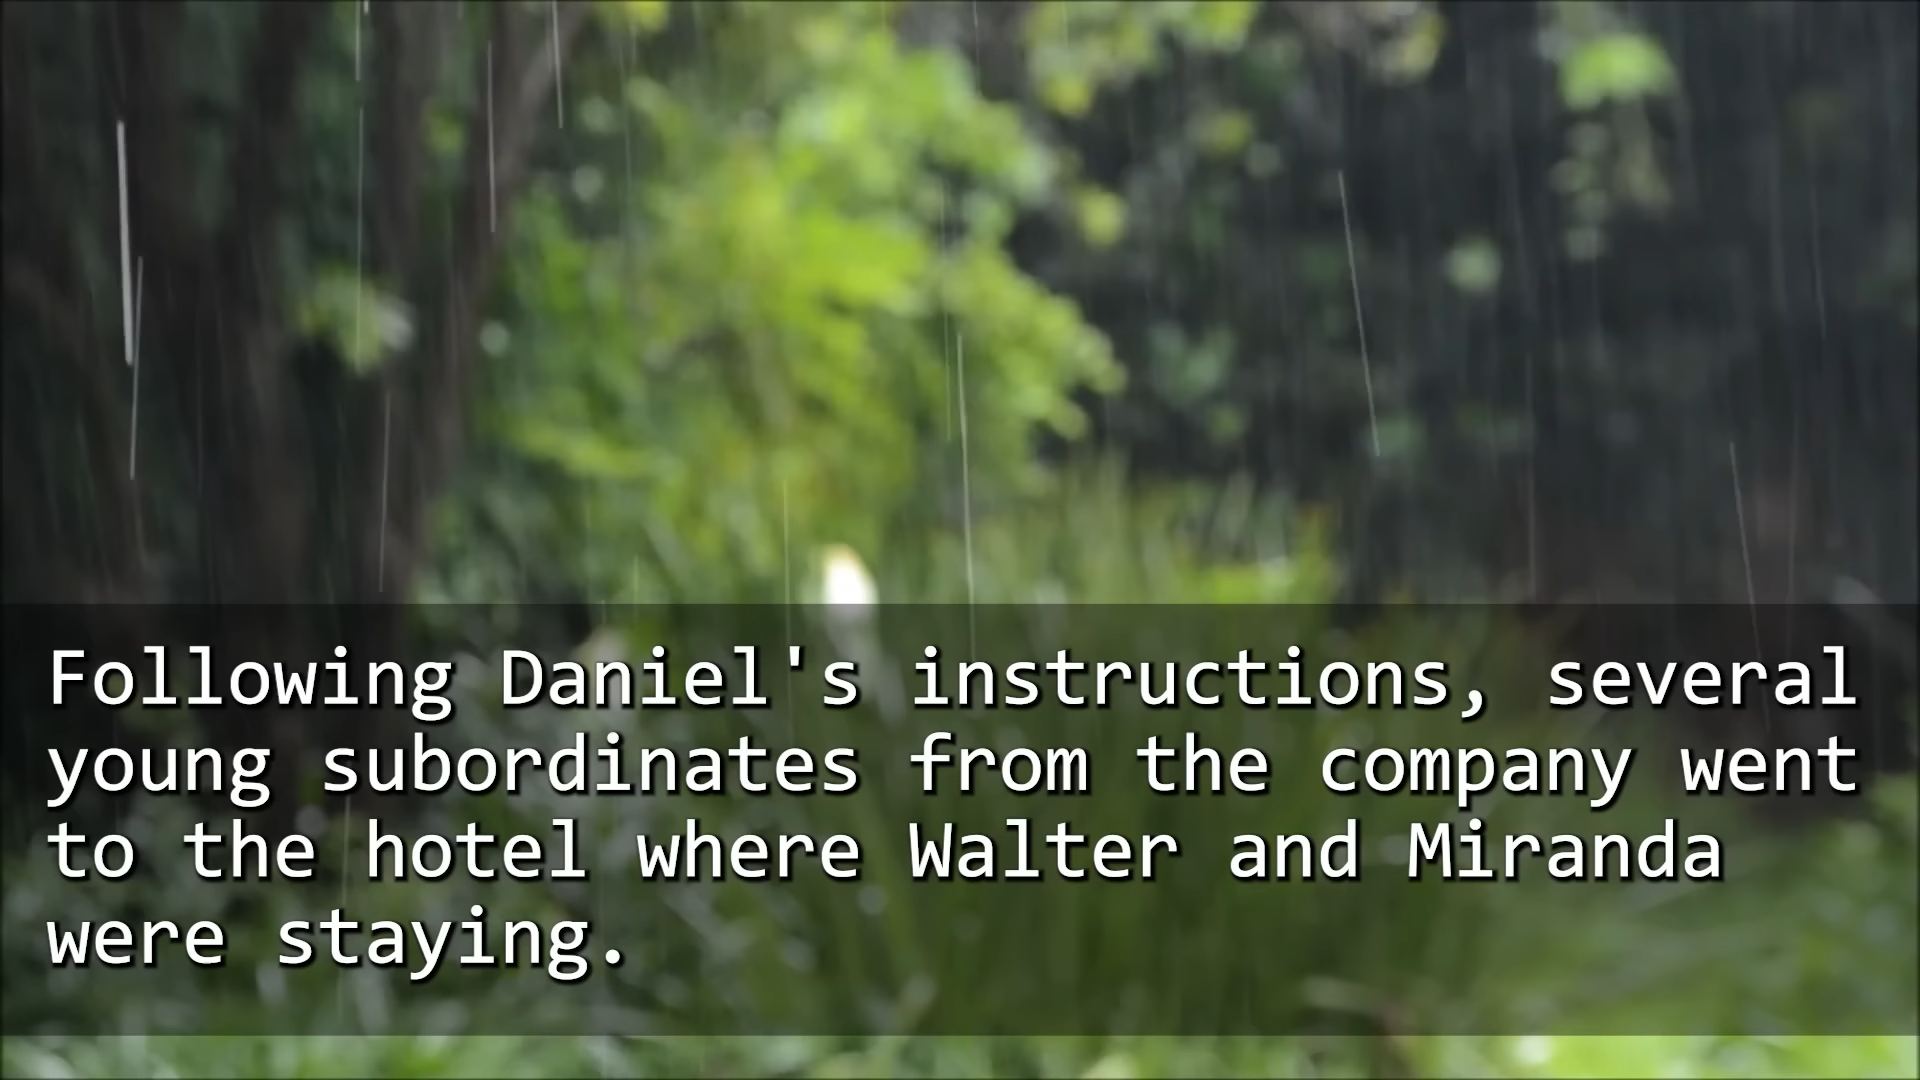 Following Daniel's instructions, several
young subordinates from the company went
to the hotel where Walter and Miranda
were staying.